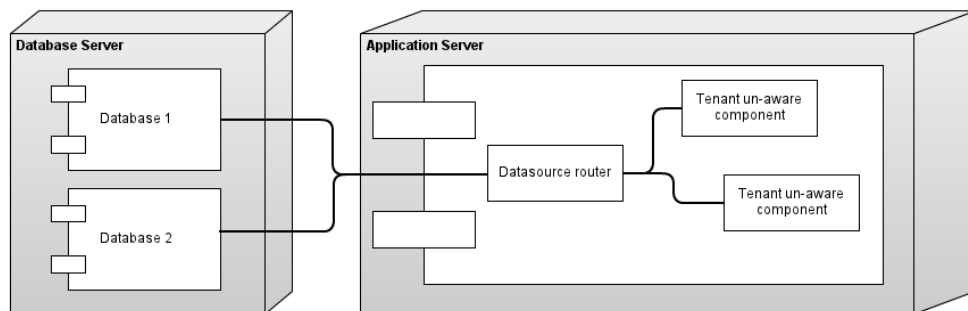 Database Server
Database 1
Database 2
Application Server
Datasource router
Tenant un-aware
component
Tenant un-aware
component